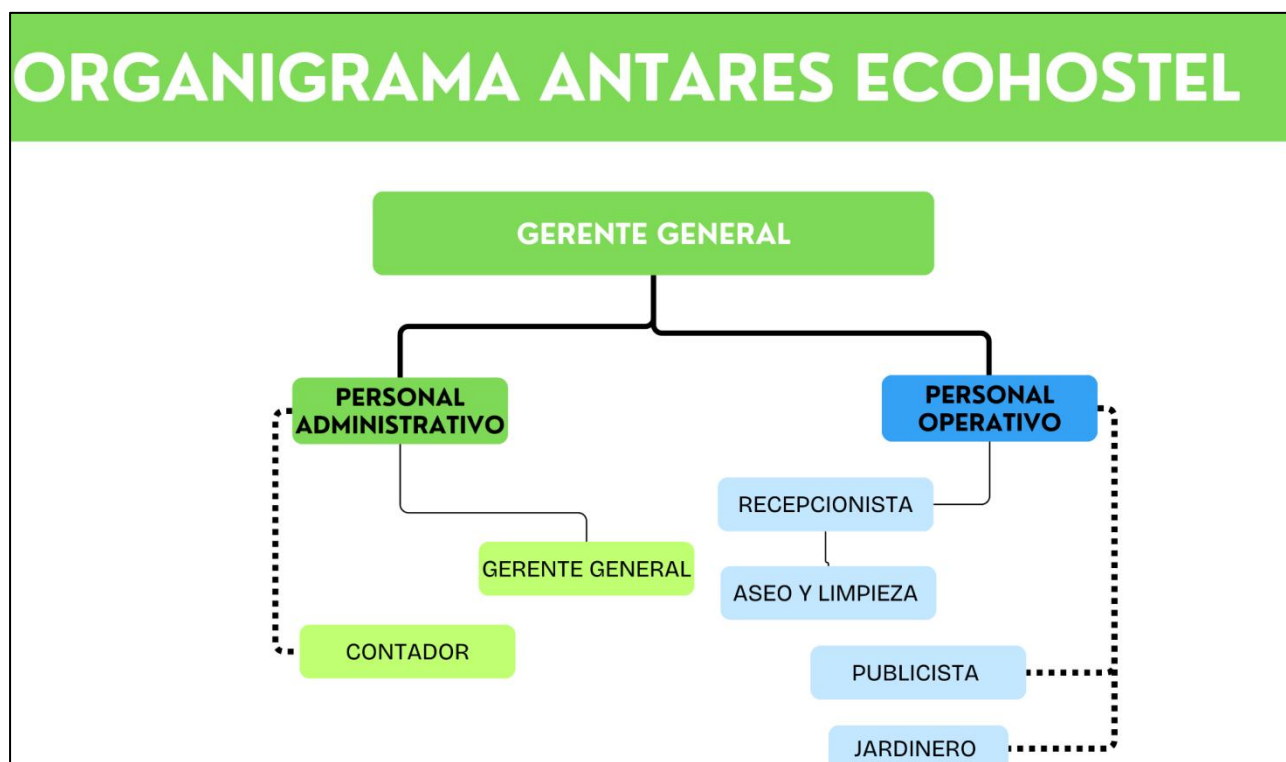 ORGANIGRAMA ANTARES ECOHOSTEL
GERENTE GENERAL
PERSONAL
ADMINISTRATIVO
PERSONAL
OPERATIVO
RECEPCIONISTA
GERENTE GENERAL
ASEO Y LIMPIEZA
CONTADOR
PUBLICISTA
JARDINERO